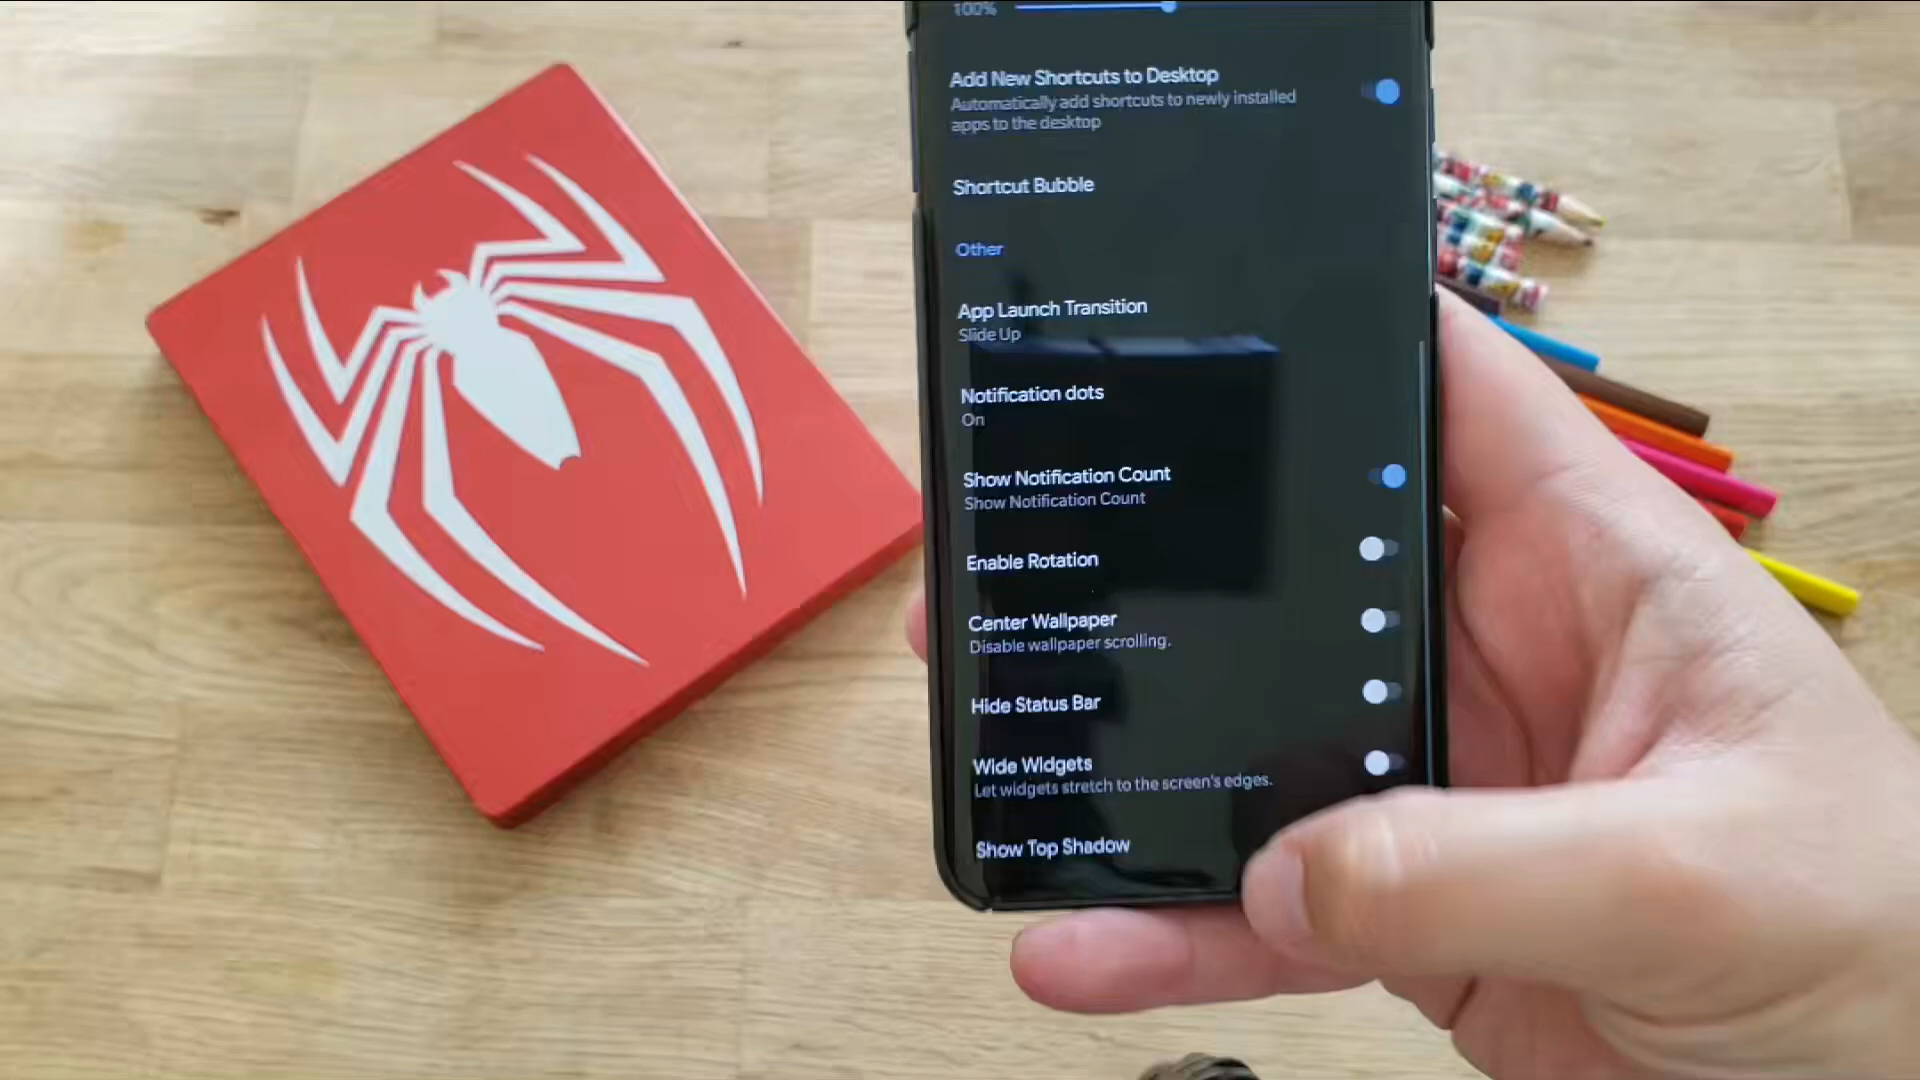 100%
Add New Shortcuts to Desktop
Automatically add shortcuts to newly installed
apps to the desktop
Shortcut Bubble
Other
App Launch Transition
Slide Up
Notification dots
On
Show Notification Count
Show Notification Count
Enable Rotation
Center Wallpaper
Disable wallpaper scrolling.
Hide Status Bar
Wide Widgets
Let widgets stretch to the screen's edges.
Show Top Shadow